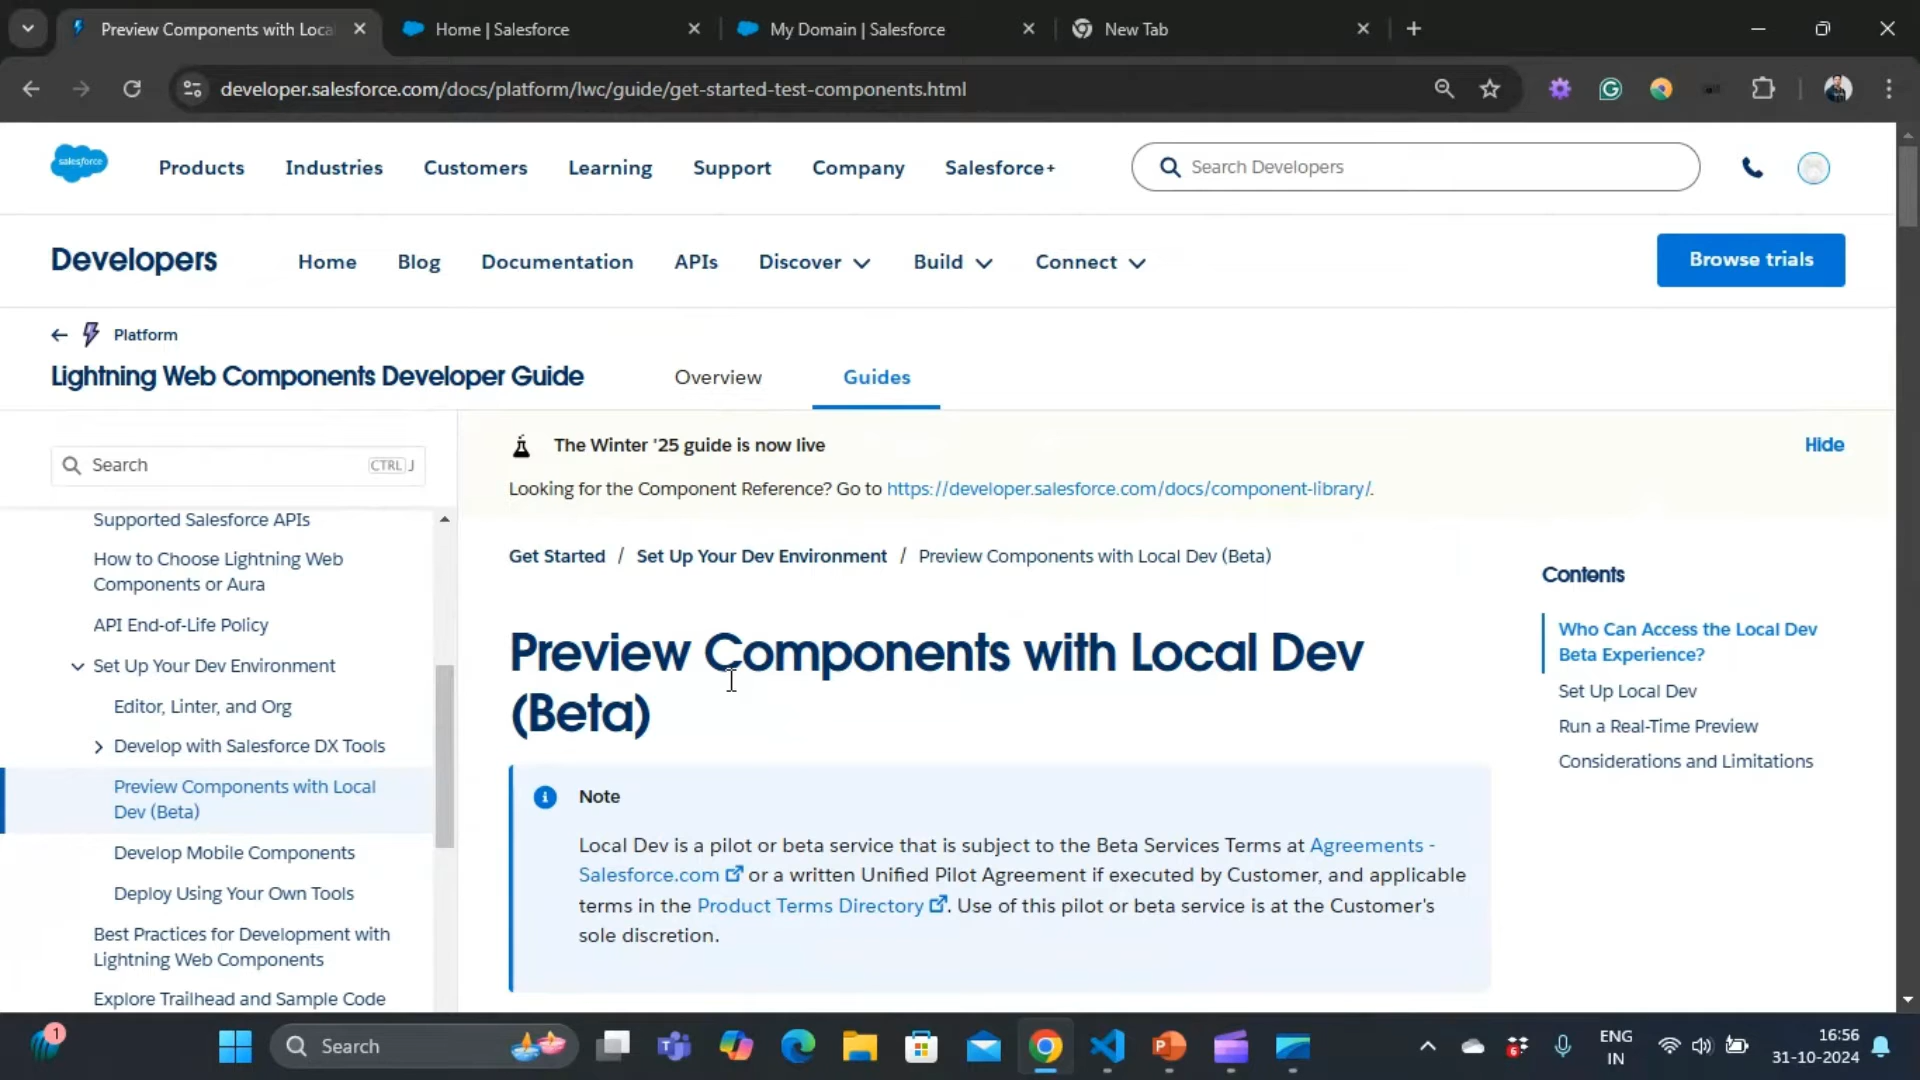 Preview Components with Loca
Home | Salesforce
My Domain | Salesforce
New Tab
developer.salesforce.com/docs/platform/lwc/guide/get-started-test-components.html
salesforce
Products
Industries
Customers
Learning
Support
Company
Salesforce+
Search Developers
Developers
Home
Blog
Documentation
APIs
Discover
Build
Connect
Browse trials
Platform
Lightning Web Components Developer Guide
Overview
Guides
Search
CTRL J
The Winter '25 guide is now live
Hide
Looking for the Component Reference? Go to https://developer.salesforce.com/docs/component-library/.
Supported Salesforce APIs
How to Choose Lightning Web
Components or Aura
API End-of-Life Policy
Set Up Your Dev Environment
Editor, Linter, and Org
Develop with Salesforce DX Tools
Preview Components with Local
Dev (Beta)
Develop Mobile Components
Deploy Using Your Own Tools
Best Practices for Development with
Lightning Web Components
Explore Trailhead and Sample Code
Get Started / Set Up Your Dev Environment / Preview Components with Local Dev (Beta)
Preview Components with Local Dev
(Beta)
Note
Local Dev is a pilot or beta service that is subject to the Beta Services Terms at Agreements -
Salesforce.com or a written Unified Pilot Agreement if executed by Customer, and applicable
terms in the Product Terms Directory. Use of this pilot or beta service is at the Customer's
sole discretion.
Contents
Who Can Access the Local Dev
Beta Experience?
Set Up Local Dev
Run a Real-Time Preview
Considerations and Limitations
1
Search
ENG
IN
16:56
31-10-2024